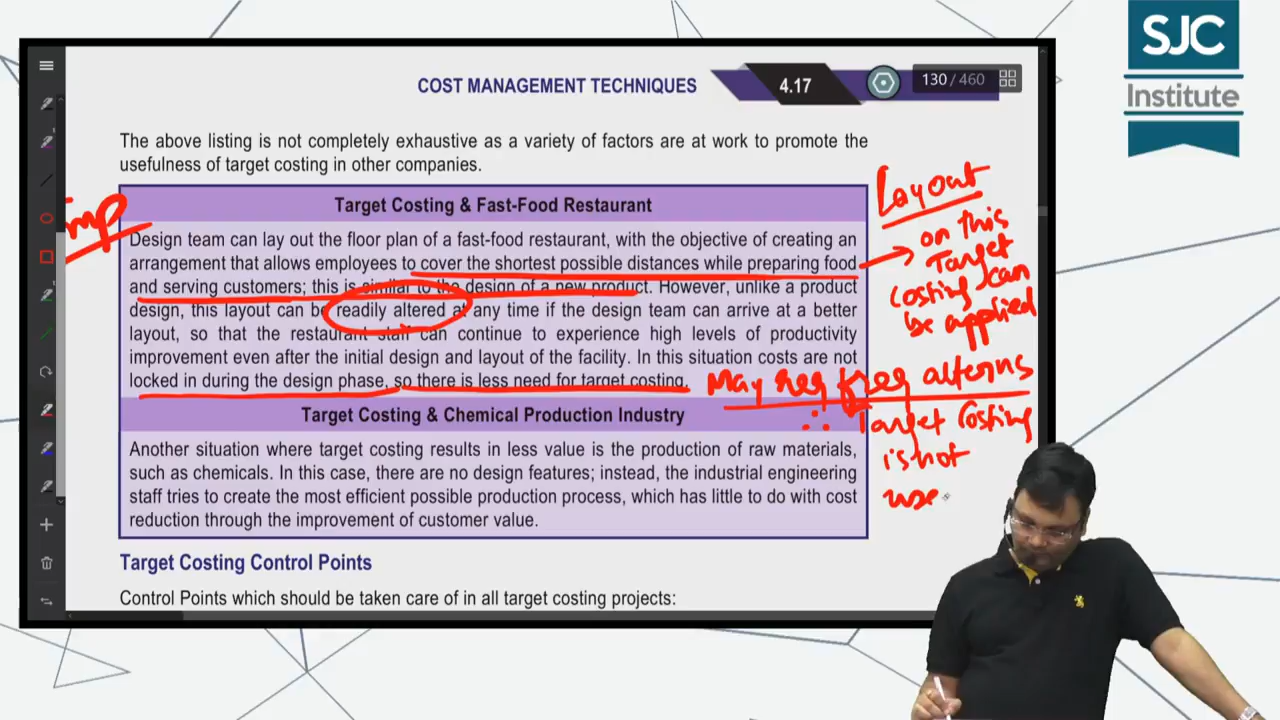 SJC
Institute
COST MANAGEMENT TECHNIQUES
4.17
130 / 460
The above listing is not completely exhaustive as a variety of factors are at work to promote the
usefulness of target costing in other companies.
Imp
Target Costing & Fast-Food Restaurant
Design team can lay out the floor plan of a fast-food restaurant, with the objective of creating an
arrangement that allows employees to cover the shortest possible distances while preparing food
and serving customers; this is similar to the design of a new product. However, unlike a product
design, this layout can be readily altered at any time if the design team can arrive at a better
layout, so that the restaurant staff can continue to experience high levels of productivity
improvement even after the initial design and layout of the facility. In this situation costs are not
locked in during the design phase, so there is less need for target costing.
Layout
→ on this
Target
costing can
be applied
May req freq alterns
∴ Target Costing
is not
use
Target Costing & Chemical Production Industry
Another situation where target costing results in less value is the production of raw materials,
such as chemicals. In this case, there are no design features; instead, the industrial engineering
staff tries to create the most efficient possible production process, which has little to do with cost
reduction through the improvement of customer value.
Target Costing Control Points
Control Points which should be taken care of in all target costing projects: